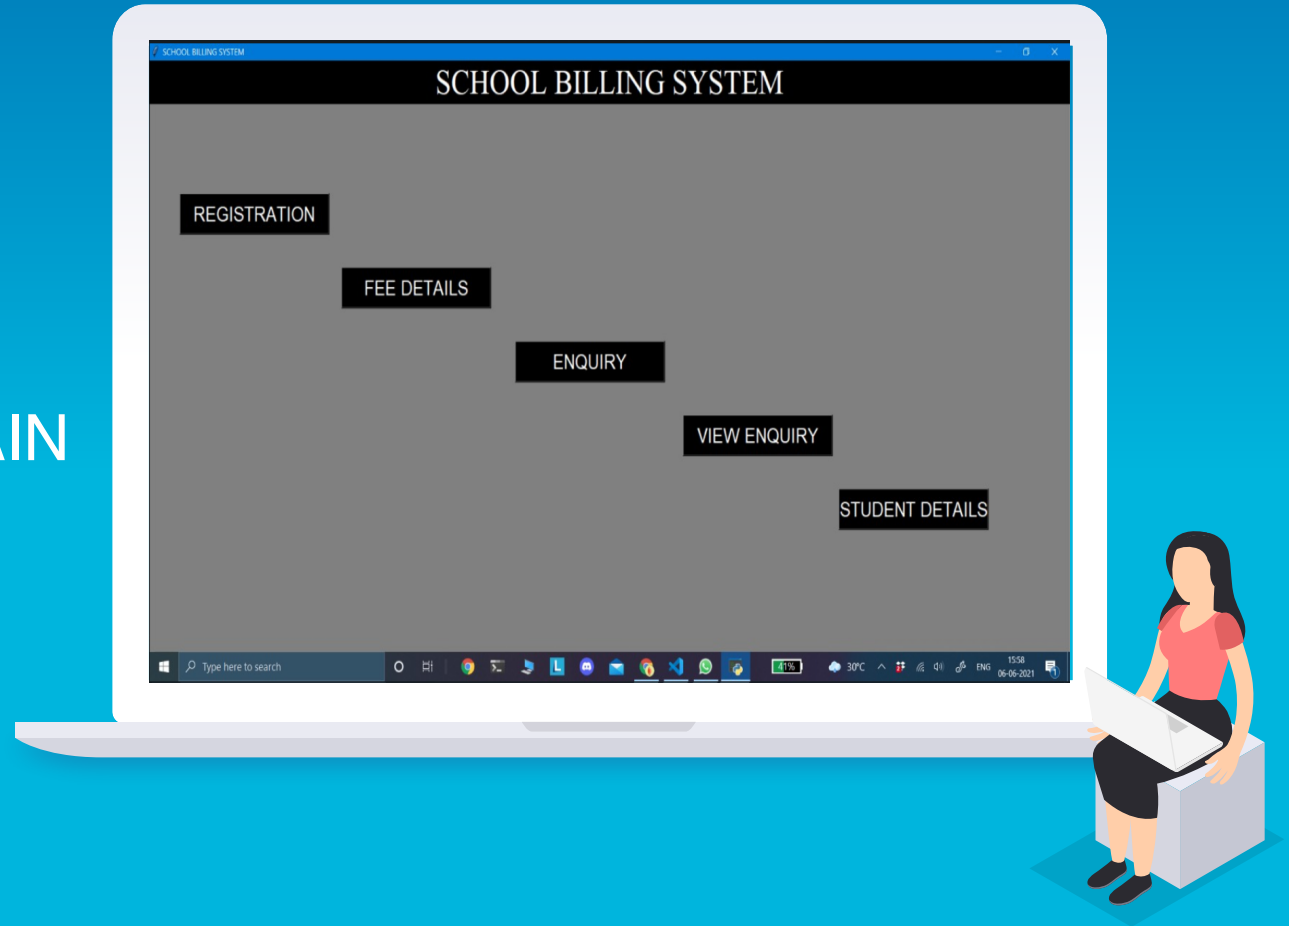 SCHOOL BILLING SYSTEM
SCHOOL BILLING SYSTEM
REGISTRATION
FEE DETAILS
ENQUIRY
VIEW ENQUIRY
AIN
STUDENT DETAILS
Type here to search
L
41%
30°C
ENG
15:58
06-06-2021
1